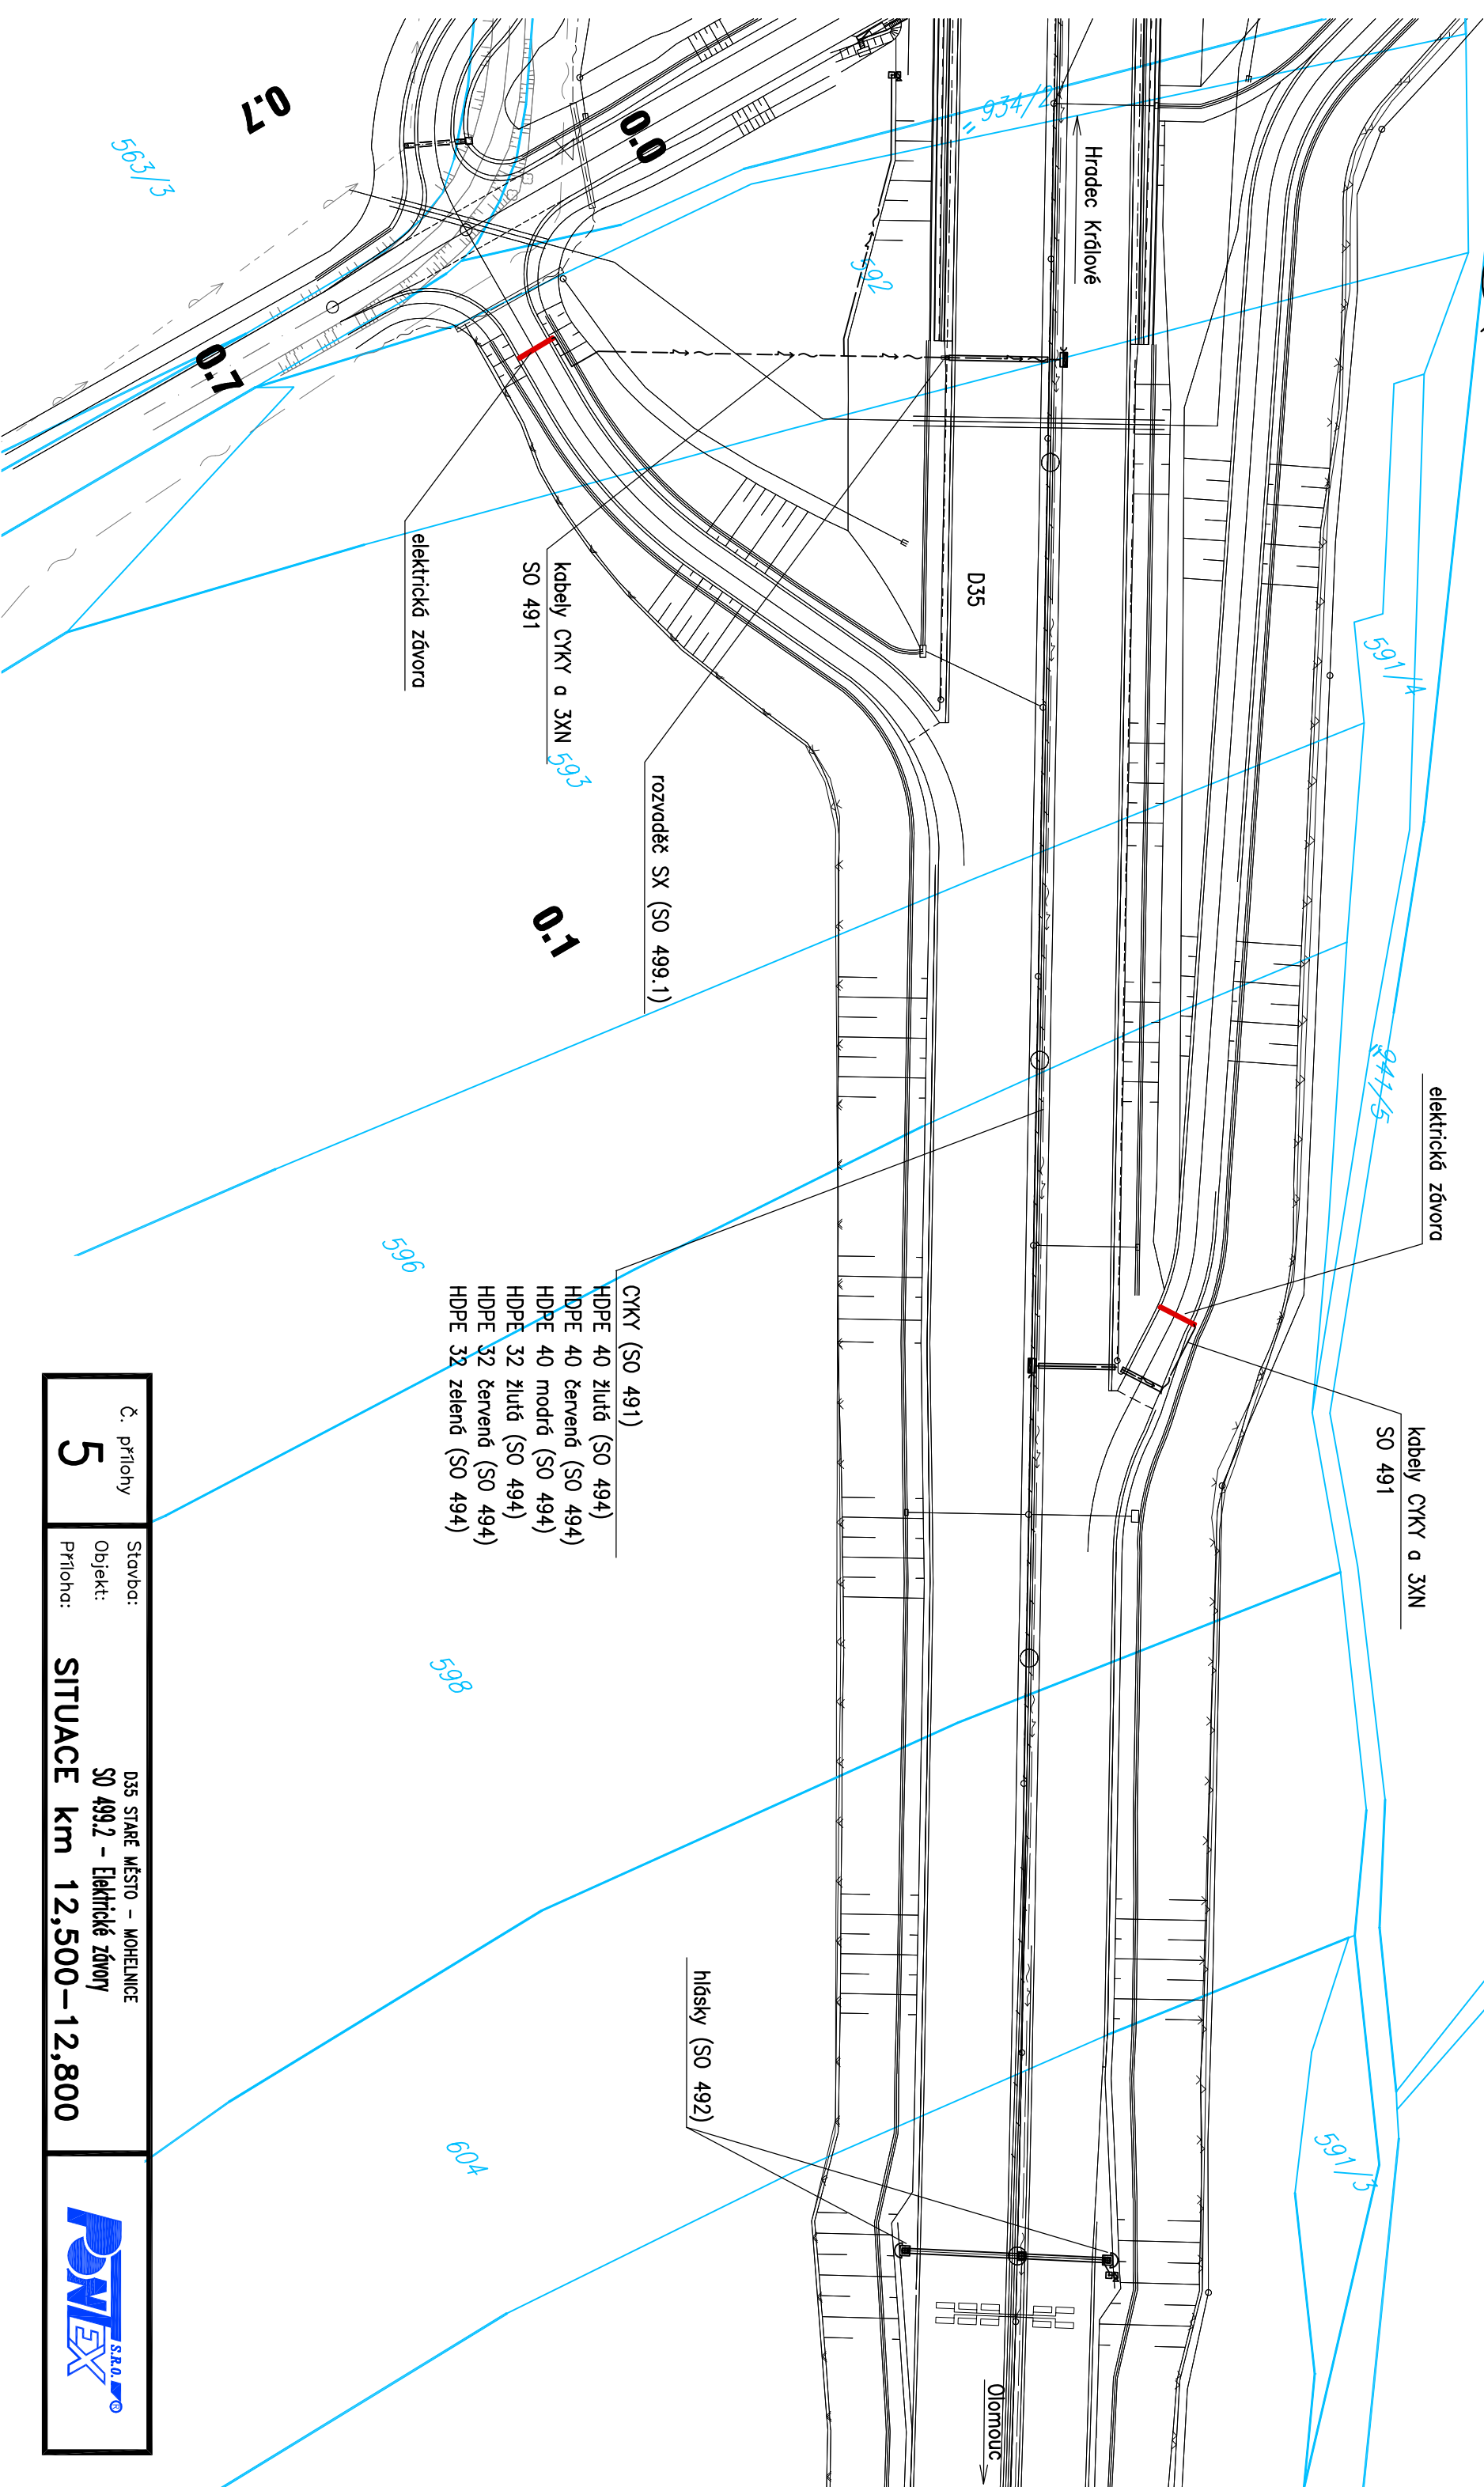 Hradec Králové
D35
Olomouc
elektrická závora
kabely CYKY a 3XN
SO 491
elektrická závora
kabely CYKY a 3XN
SO 491
rozvaděč SX (SO 499.1)
CYKY (SO 491)
HDPE 40 žlutá (SO 494)
HDPE 40 červená (SO 494)
HDPE 40 modrá (SO 494)
HDPE 32 žlutá (SO 494)
HDPE 32 červená (SO 494)
HDPE 32 zelená (SO 494)
hlásky (SO 492)
934/2
592
591/4
941/5
591/3
563/3
593
596
598
604
0.7
0.0
0.7
0.1
Č. přílohy
5
Stavba:
D35 STARÉ MĚSTO - MOHELNICE
Objekt:
SO 499.2 - Elektrické závory
Příloha:
SITUACE km 12,500-12,800
PONTEX S.R.O. ®